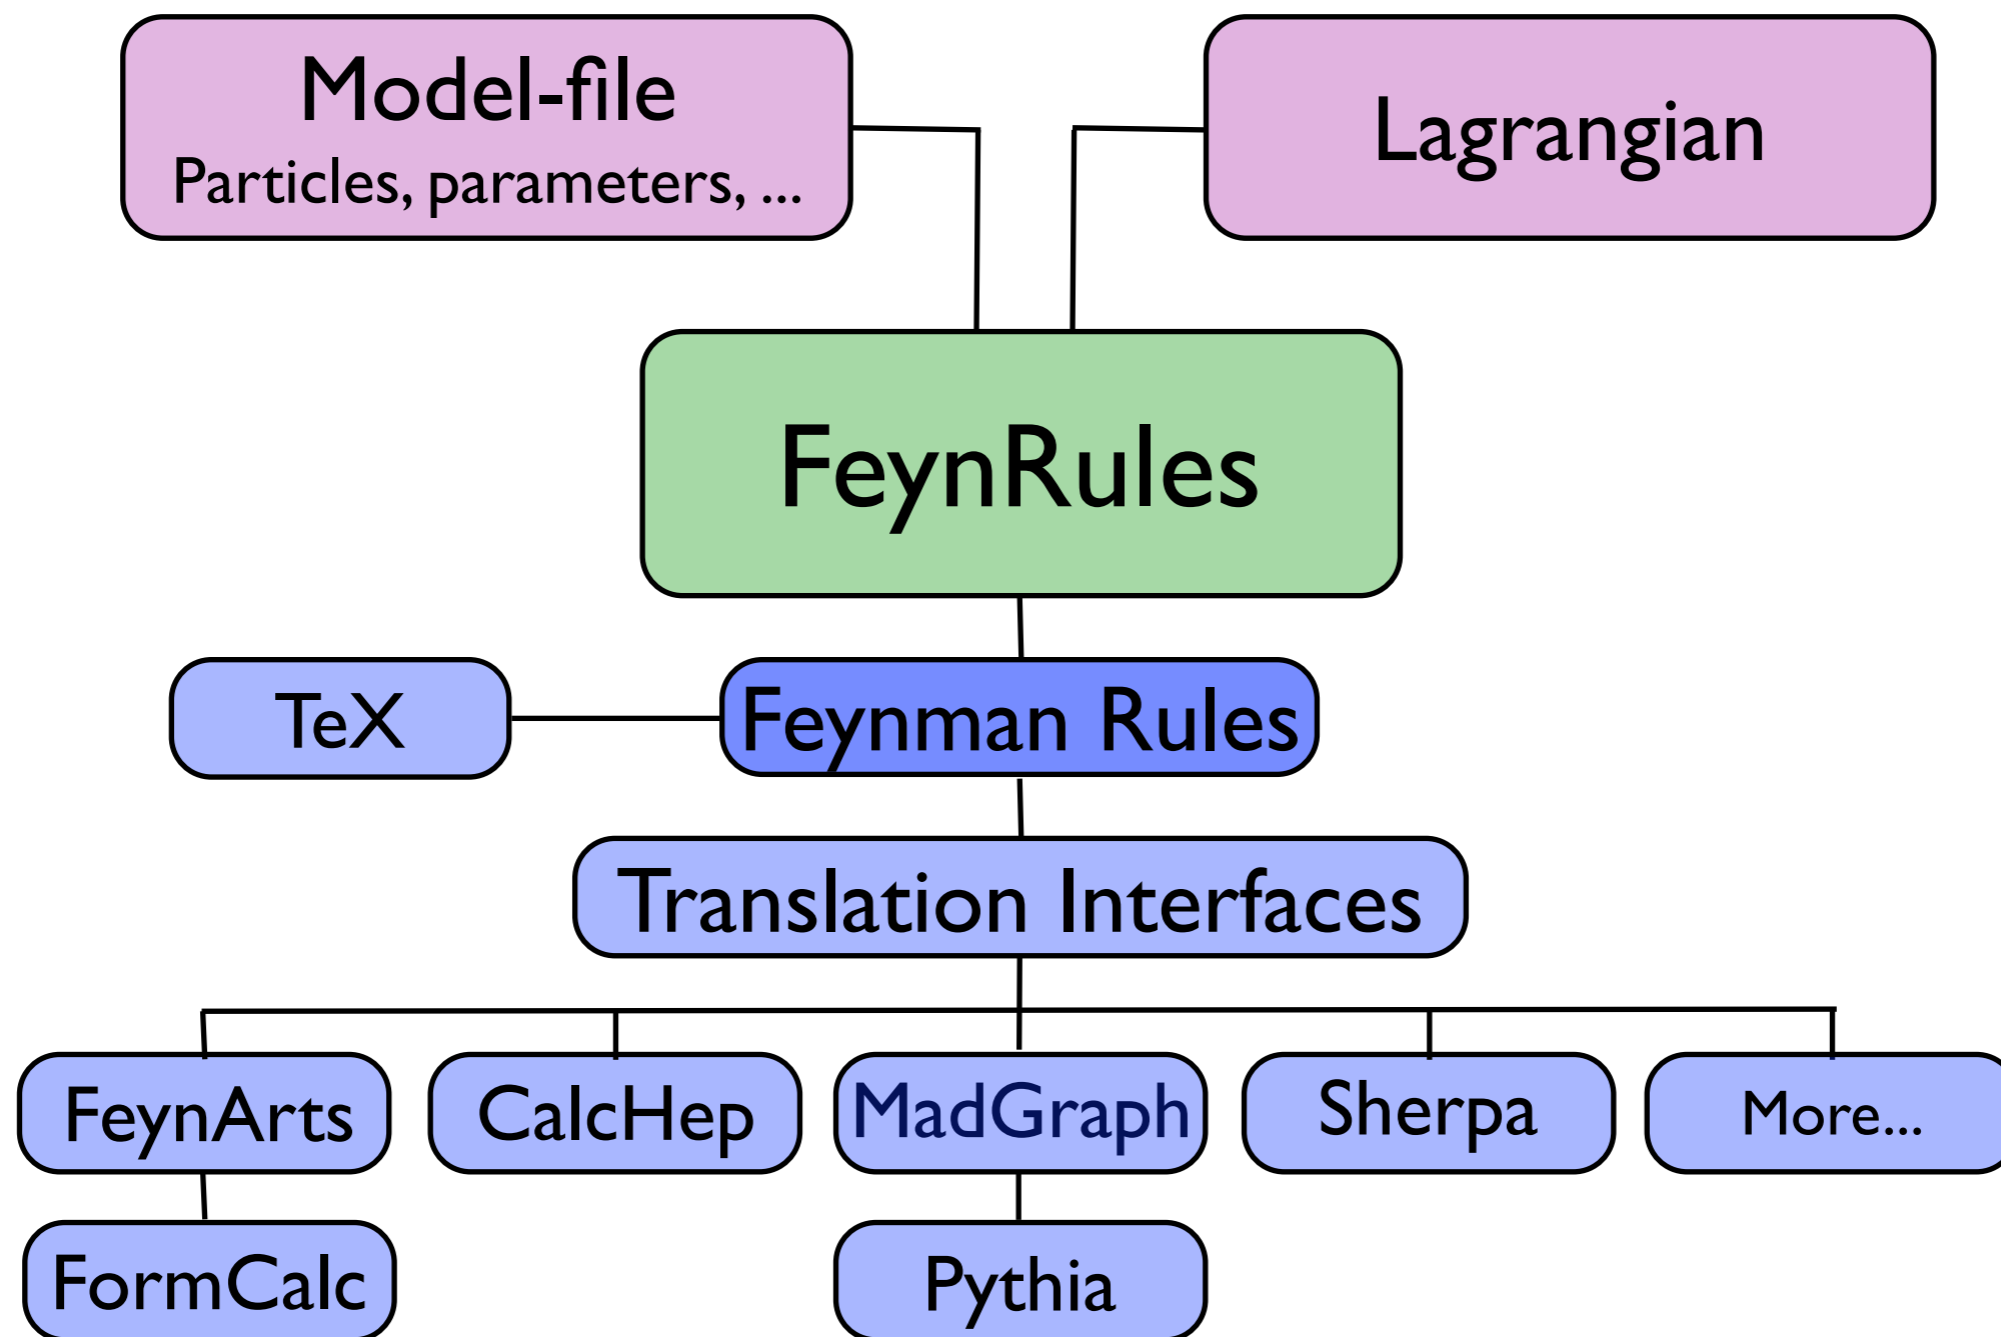 Model-file
Particles, parameters, ...
Lagrangian
FeynRules
TeX
Feynman Rules
Translation Interfaces
FeynArts
CalcHep
MadGraph
Sherpa
More...
FormCalc
Pythia